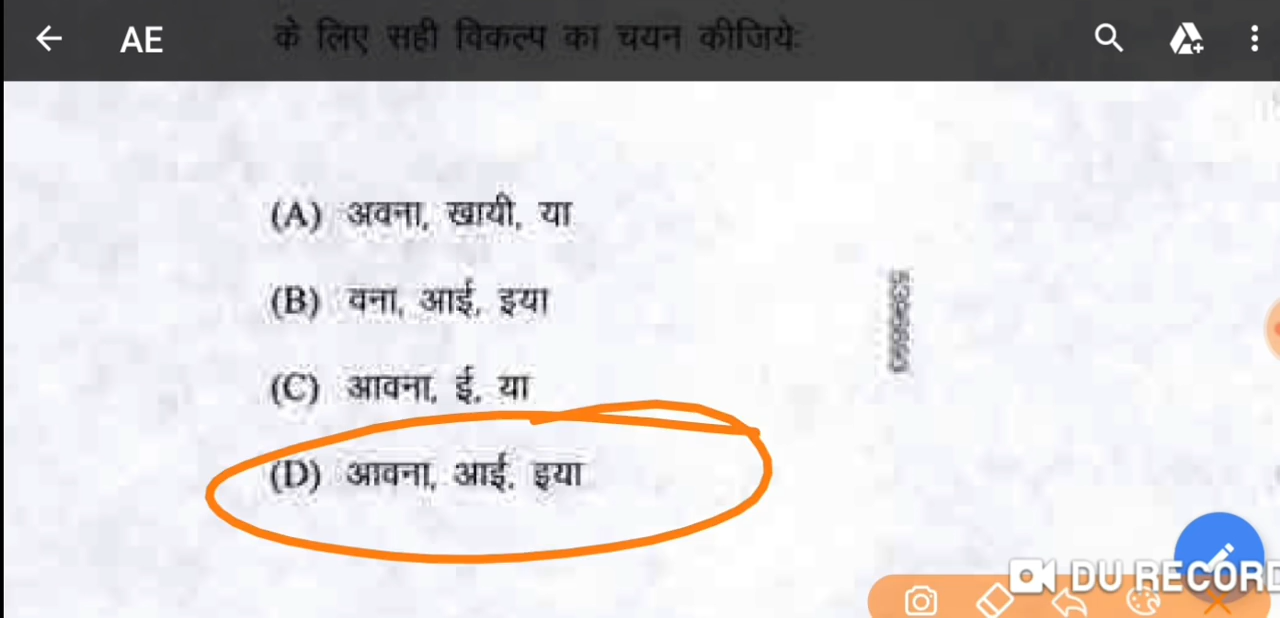 AE
के लिए सही विकल्प का चयन कीजिये:
(A) अवना, खायी, या
(B) वना, आई, इया
(C) आवना, ई, या
(D) आवना, आई, इया
DU RECORD